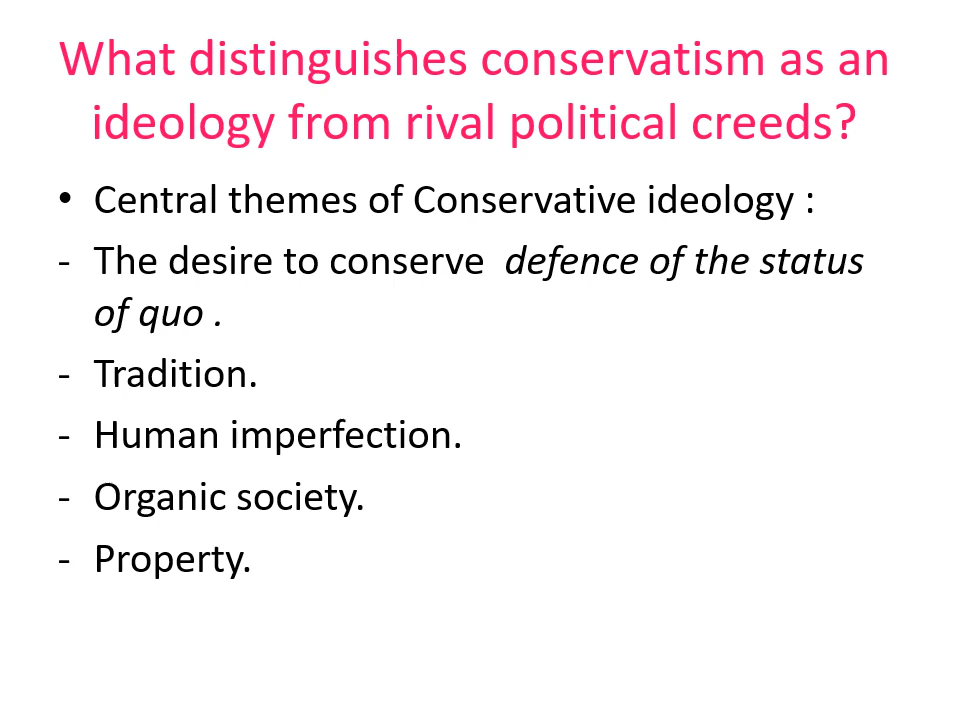 What distinguishes conservatism as an
ideology from rival political creeds?
• Central themes of Conservative ideology :
- The desire to conserve defence of the status
of quo .
- Tradition.
- Human imperfection.
- Organic society.
- Property.